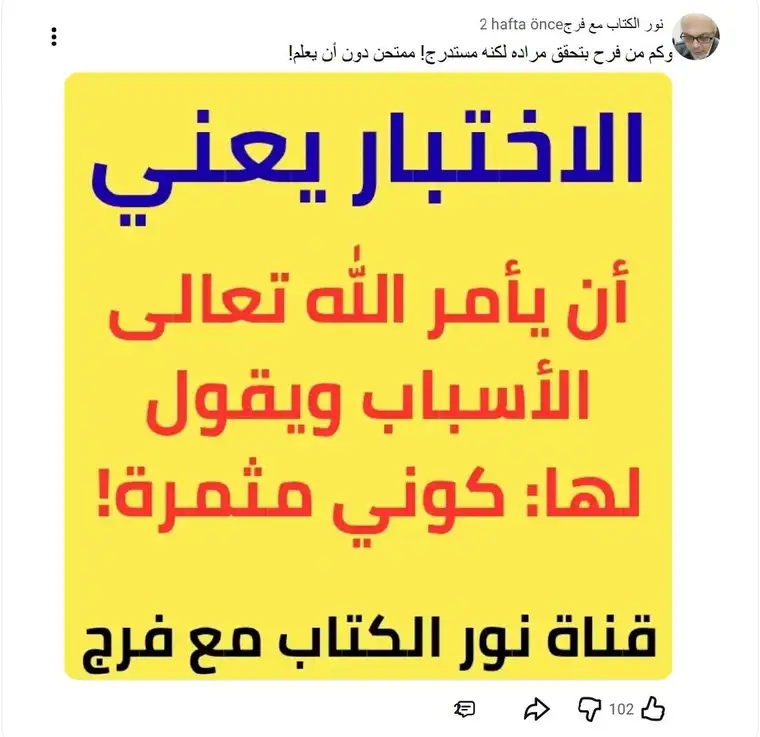 نور الكتاب مع فرج2 hafta önce
وكم من فرح بتحقق مراده لكنه مستدرج! ممتحن دون أن يعلم!
الاختبار يعني
أن يأمر الله تعالى
الأسباب ويقول
لها: كوني مثمرة!
قناة نور الكتاب مع فرج
102
2